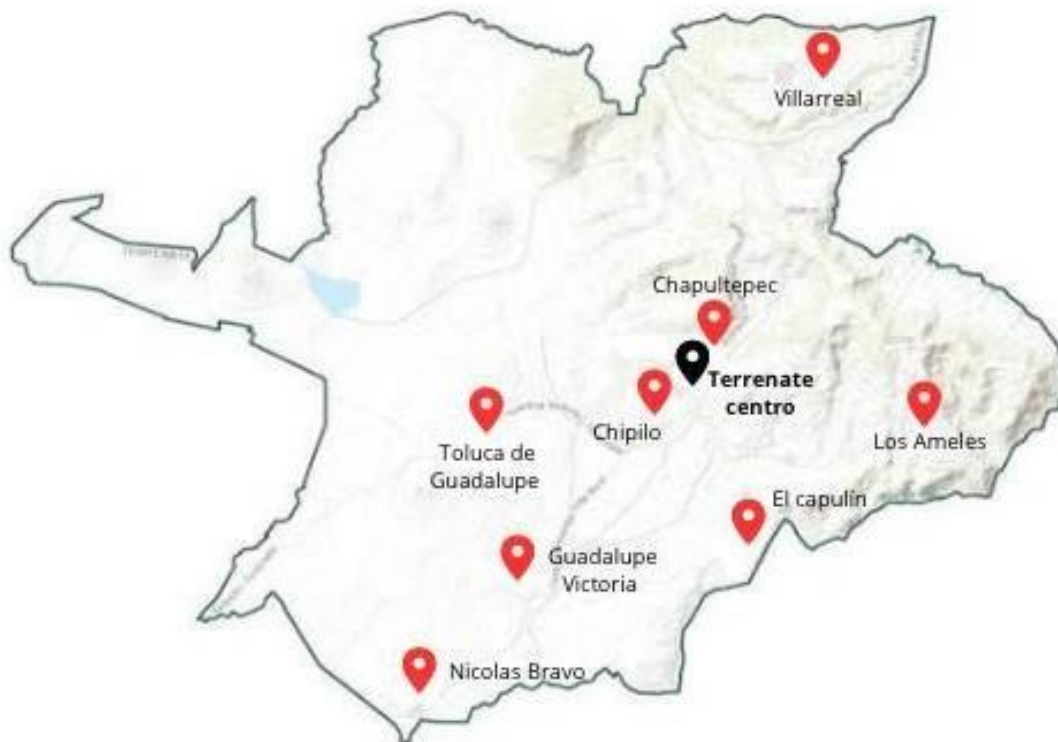 Villarreal
Chapultepec
Terrenate
centro
Chipilo
Los Ameles
Toluca de
Guadalupe
El capulín
Guadalupe
Victoria
Nicolas Bravo